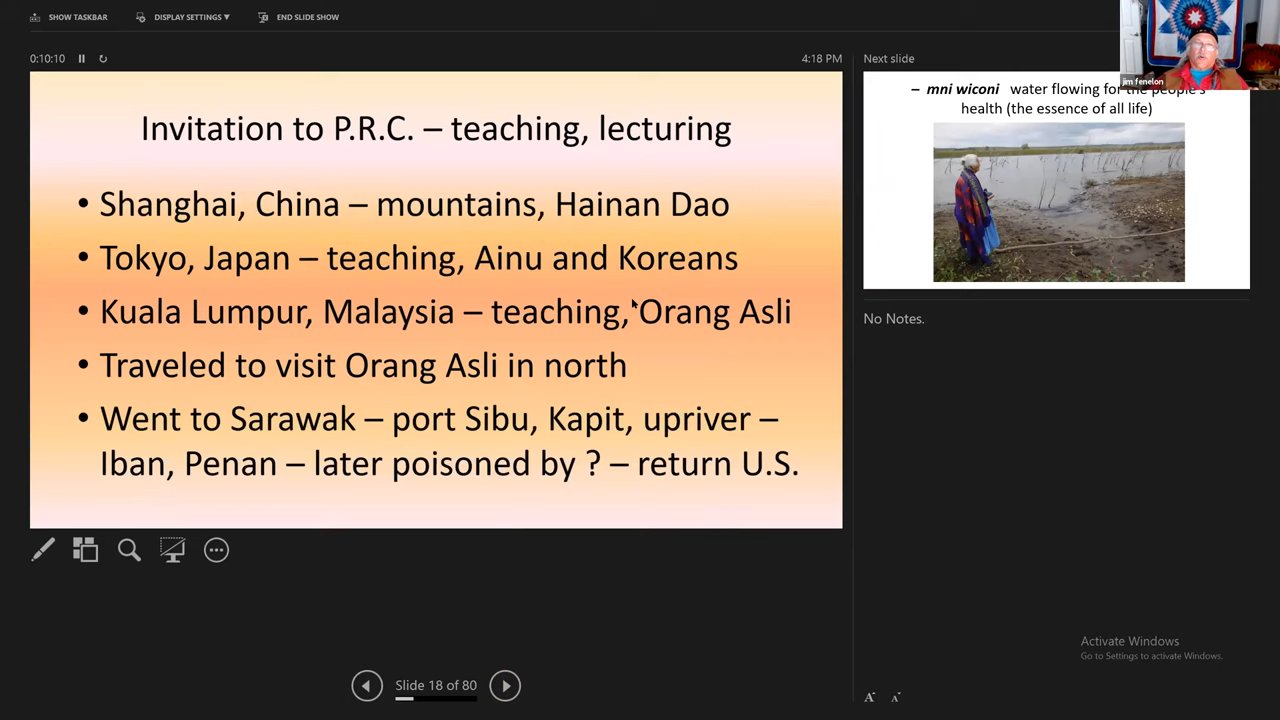 SHOW TASKBAR
DISPLAY SETTINGS ▼
END SLIDE SHOW
0:10:10
4:18 PM
Invitation to P.R.C. – teaching, lecturing
• Shanghai, China – mountains, Hainan Dao
• Tokyo, Japan – teaching, Ainu and Koreans
• Kuala Lumpur, Malaysia – teaching, Orang Asli
• Traveled to visit Orang Asli in north
• Went to Sarawak – port Sibu, Kapit, upriver –
Iban, Penan – later poisoned by ? – return U.S.
Slide 18 of 80
jim fenelon
Next slide
– mni wiconi water flowing for the people's
health (the essence of all life)
No Notes.
Activate Windows
Go to Settings to activate Windows.
A A